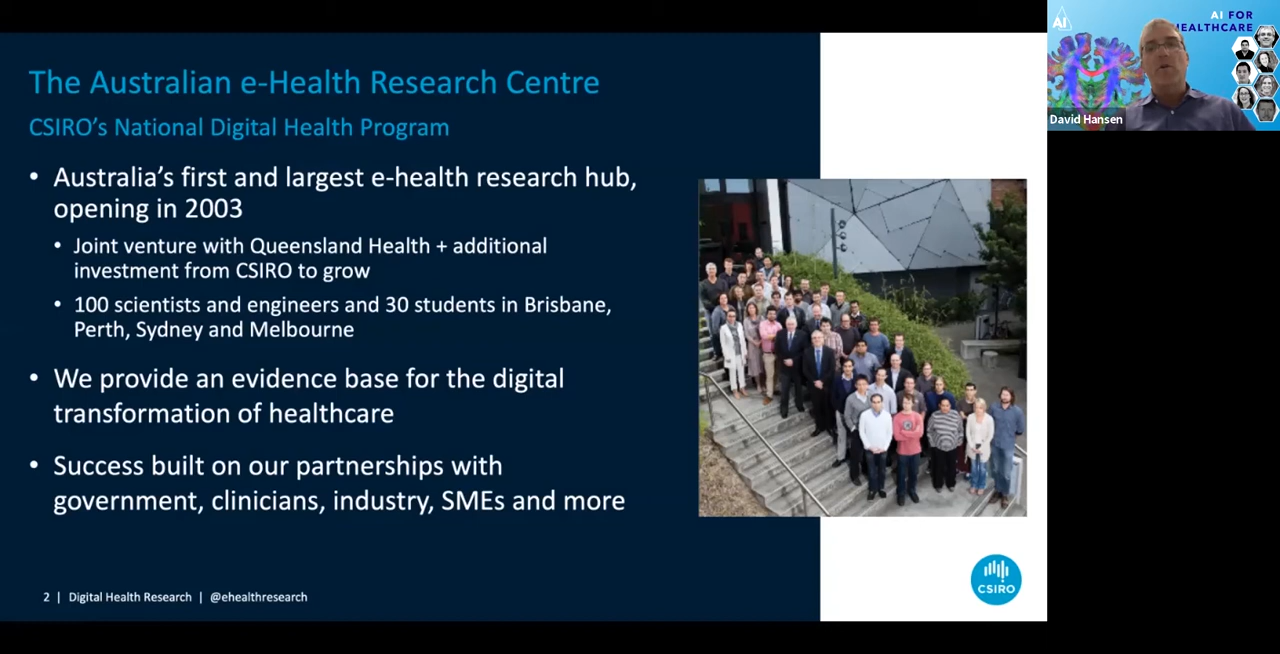 The Australian e-Health Research Centre
CSIRO’s National Digital Health Program
• Australia’s first and largest e-health research hub,
opening in 2003
• Joint venture with Queensland Health + additional
investment from CSIRO to grow
• 100 scientists and engineers and 30 students in Brisbane,
Perth, Sydney and Melbourne
• We provide an evidence base for the digital
transformation of healthcare
• Success built on our partnerships with
government, clinicians, industry, SMEs and more
2 | Digital Health Research | @ehealthresearch
CSIRO
AI
AI FOR
HEALTHCARE
David Hansen